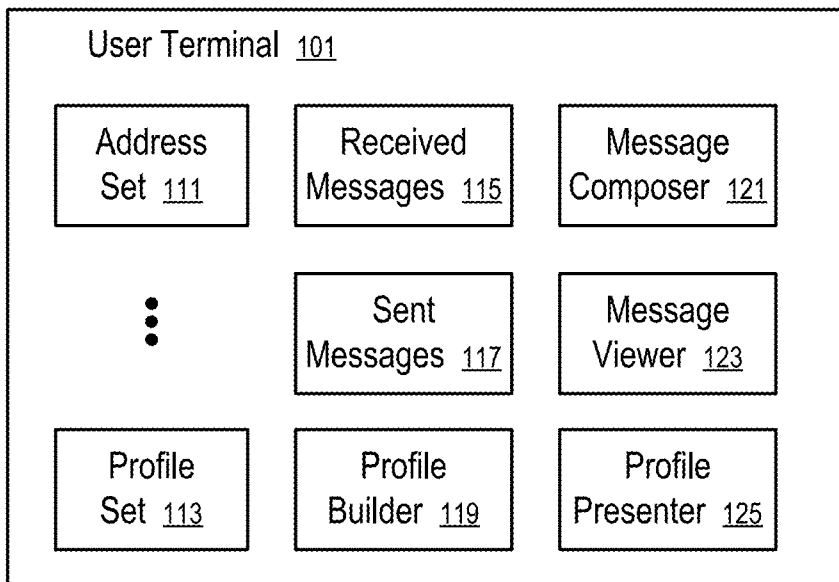 User Terminal 101
Address
Set 111
Received
Messages 115
Message
Composer 121
Sent
Messages 117
Message
Viewer 123
Profile
Set 113
Profile
Builder 119
Profile
Presenter 125